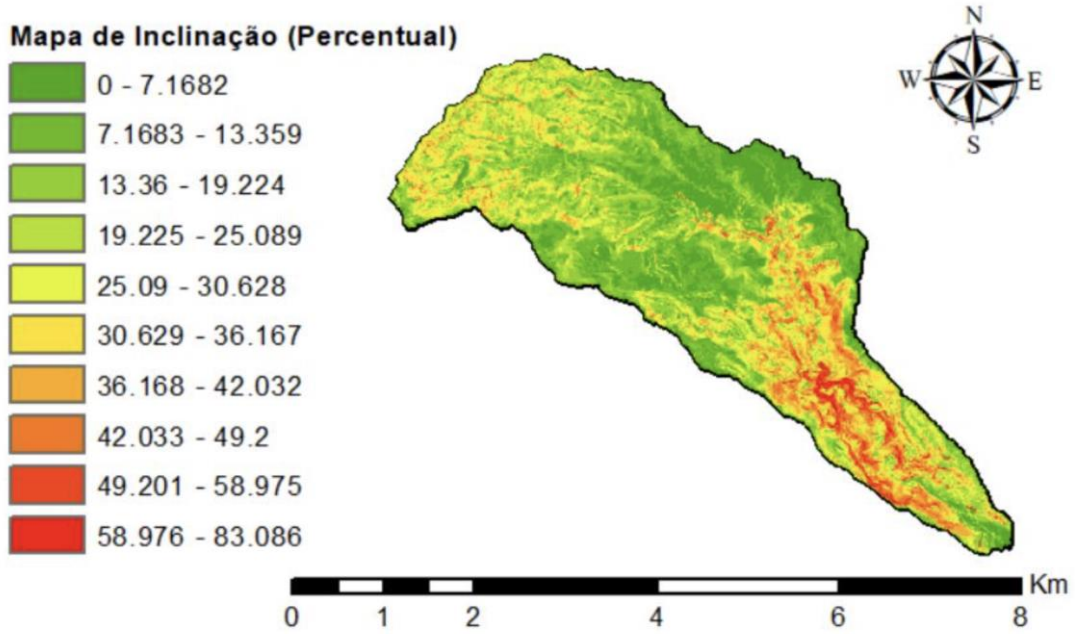 Mapa de Inclinação (Percentual)
0 - 7.1682
7.1683 - 13.359
13.36 - 19.224
19.225 - 25.089
25.09 - 30.628
30.629 - 36.167
36.168 - 42.032
42.033 - 49.2
49.201 - 58.975
58.976 - 83.086
N
W E
S
Km
0 1 2 4 6 8